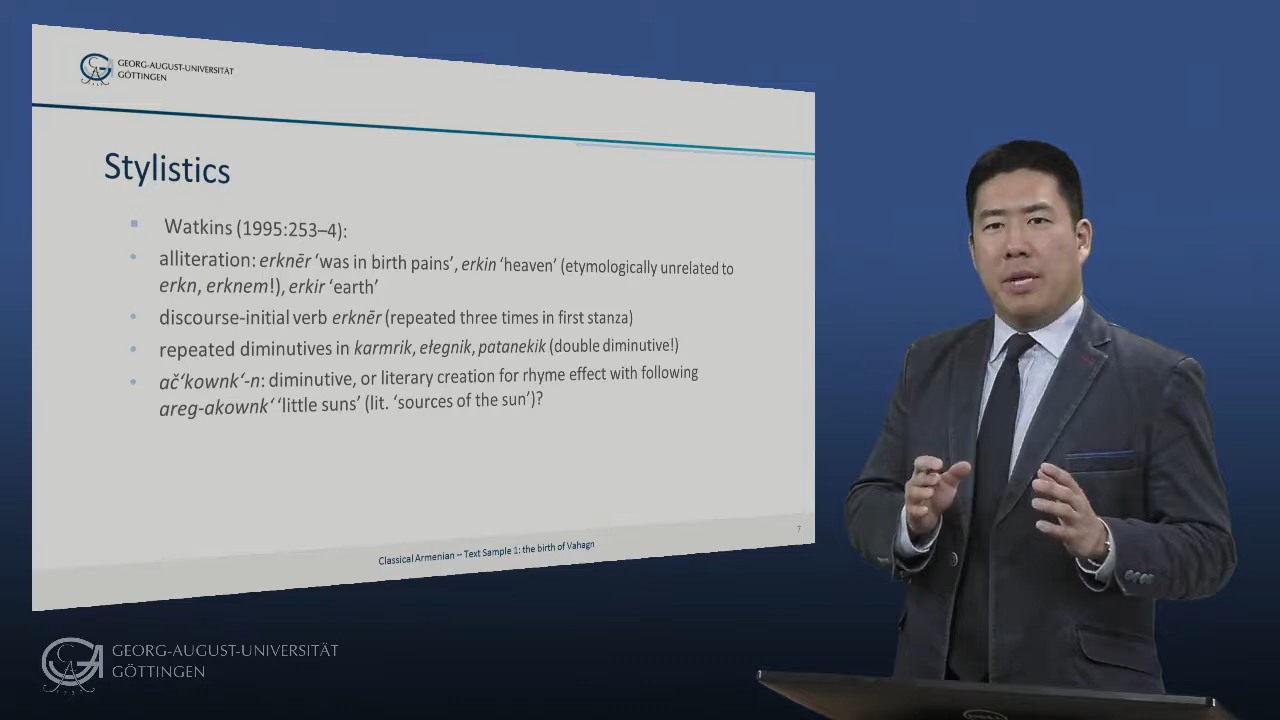 GEORG-AUGUST-UNIVERSITÄT
GÖTTINGEN
Stylistics
Watkins (1995:253–4):
alliteration: erknēr ‘was in birth pains’, erkin ‘heaven’ (etymologically unrelated to
erkn, erknem!), erkir ‘earth’
discourse-initial verb erknēr (repeated three times in first stanza)
repeated diminutives in karmrik, ełegnik, patanekik (double diminutive!)
ač‘kownk‘-n: diminutive, or literary creation for rhyme effect with following
areg-akownk‘ ‘little suns’ (lit. ‘sources of the sun’)?
7
Classical Armenian – Text Sample 1: the birth of Vahagn
GEORG-AUGUST-UNIVERSITÄT
GÖTTINGEN